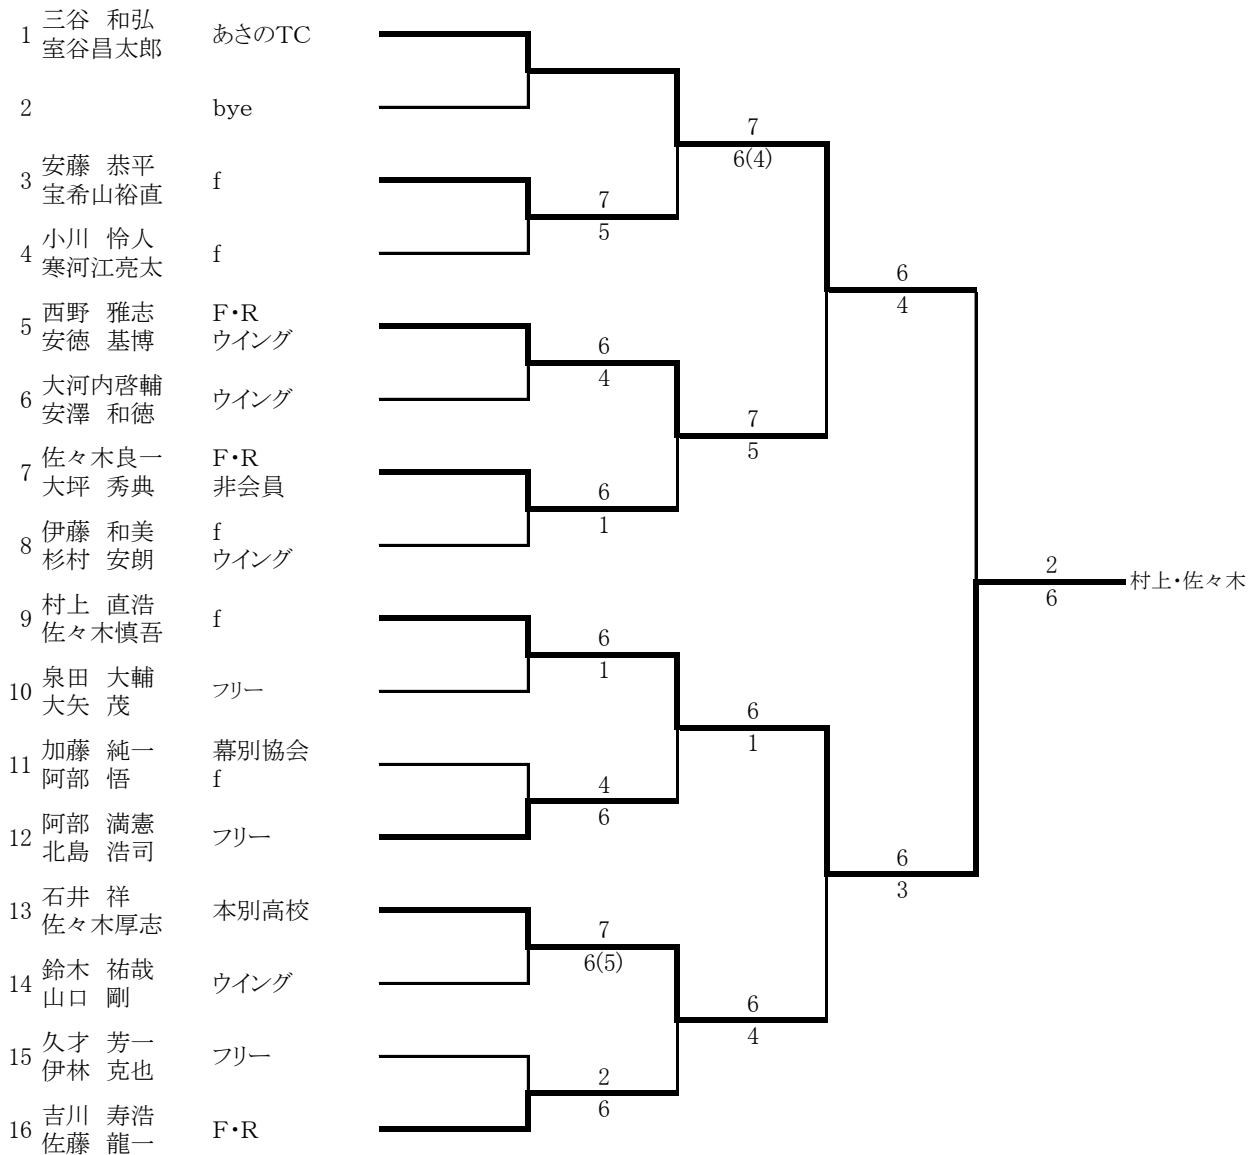 1 三谷 和弘 あさのTC
室谷昌太郎
2 bye
7
6(4)
3 安藤 恭平 f
宝希山裕直
7
5
4 小川 怜人 f
寒河江亮太
6
4
5 西野 雅志 F・R
安徳 基博 ウイング
6
4
6 大河内啓輔 ウイング
安澤 和徳
7
5
7 佐々木良一 F・R
大坪 秀典 非会員
6
1
8 伊藤 和美 f
杉村 安朗 ウイング
2
6
村上・佐々木
9 村上 直浩 f
佐々木慎吾
6
1
10 泉田 大輔 フリー
大矢 茂
6
1
11 加藤 純一 幕別協会
阿部 悟 f
4
6
12 阿部 満憲 フリー
北島 浩司
6
3
13 石井 祥 本別高校
佐々木厚志
7
6(5)
14 鈴木 祐哉 ウイング
山口 剛
6
4
15 久才 芳一 フリー
伊林 克也
2
6
16 吉川 寿浩 F・R
佐藤 龍一